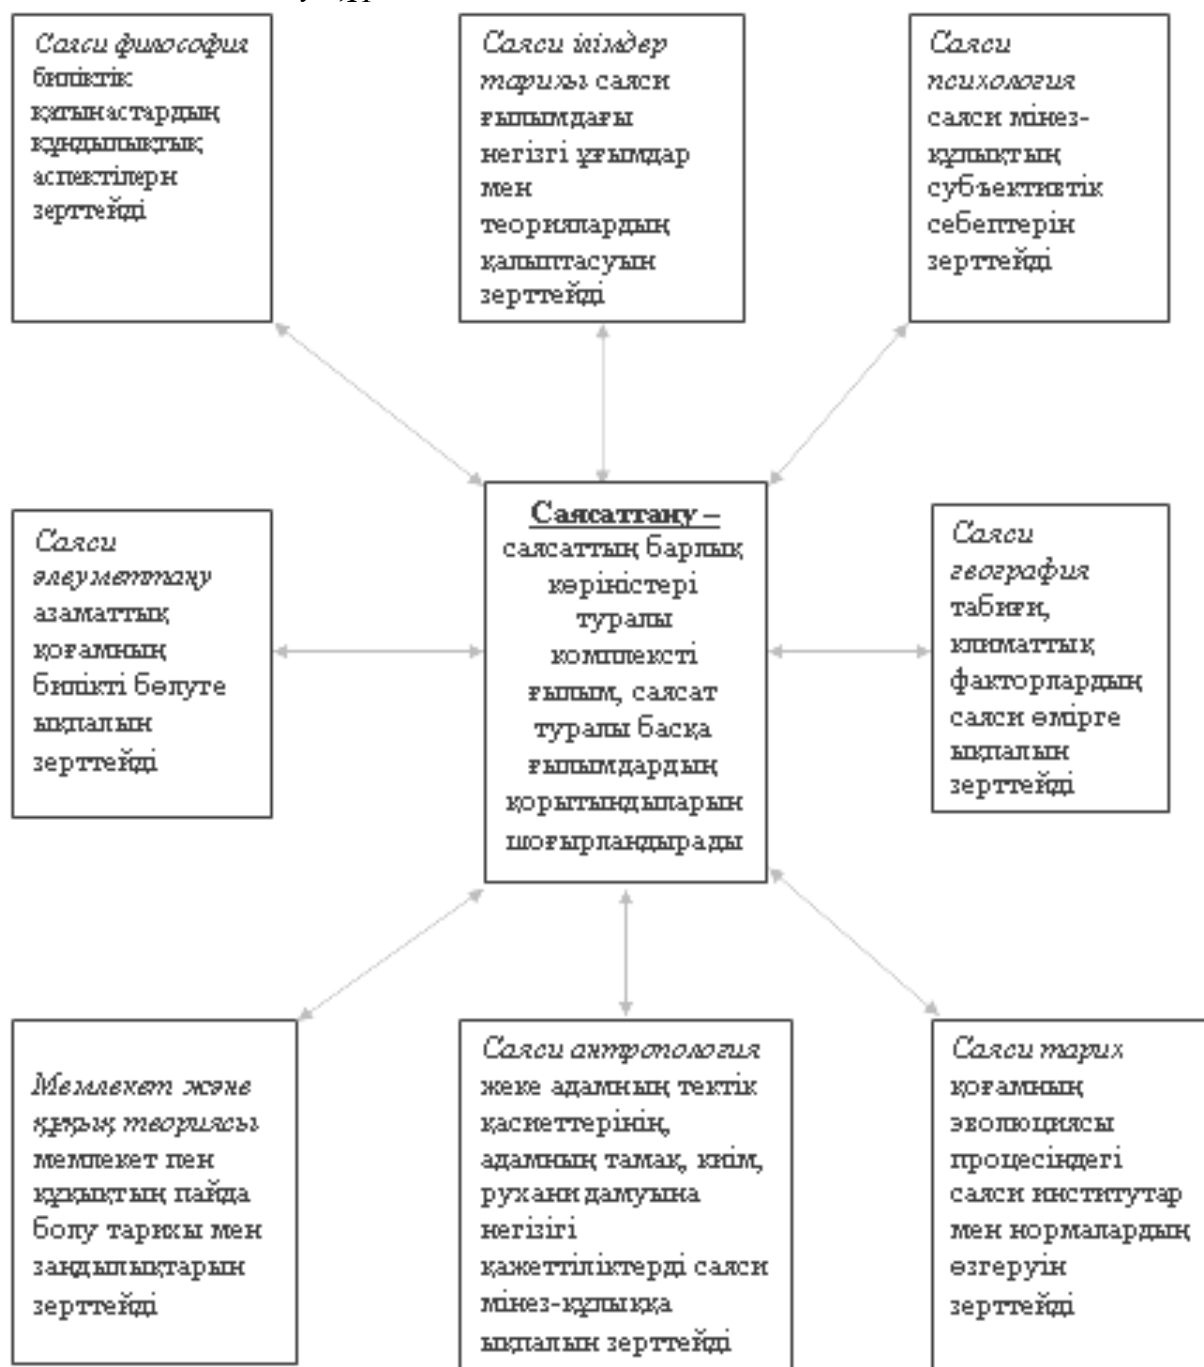 Саяси философия
биліктік
қатынастардың
құндылықтық
аспектілерн
зерттейді
Саяси ілімдер
тарихы саяси
ғылымдағы
негізгі ұғымдар
мен
теориялардың
қалыптасуын
зерттейді
Саяси
психология
саяси мінез-
құлықтың
субъективтік
себептерін
зерттейді
Саяси
әлеуметтану
азаматтық
қоғамның
билікті бөлуге
ықпалын
зерттейді
Саясаттану –
саясаттың барлық
көріністері
туралы
комплексті
ғылым, саясат
туралы басқа
ғылымдардың
қорытындыларын
шоғырландырады
Саяси
география
табиғи,
климаттық
факторлардың
саяси өмірге
ықпалын
зерттейді
Мемлекет және
құқық теориясы
мемлекет пен
құқықтың пайда
болу тарихы мен
заңдылықтарын
зерттейді
Саяси антропология
жеке адамның тектік
қасиеттерінің,
адамның тамақ, киім,
рухани дамуына
негізігі
қажеттіліктерді саяси
мінез-құлыққа
ықпалын зерттейді
Саяси тарих
қоғамның
эволюциясы
процесіндегі
саяси институтар
мен нормалардың
өзгеруін
зерттейді